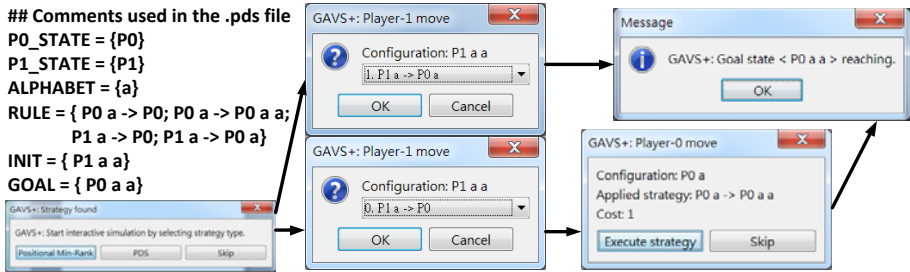 ## Comments used in the .pds file
P0_STATE = {P0}
P1_STATE = {P1}
ALPHABET = {a}
RULE = { P0 a -> P0; P0 a -> P0 a a;
P1 a -> P0; P1 a -> P0 a}
INIT = { P1 a a}
GOAL = { P0 a a}
GAVS+: Strategy found
GAVS+: Start interactive simulation by selecting strategy type.
Positional Min-Rank PDS Skip
GAVS+: Player-1 move
Configuration: P1 a a
1. P1 a -> P0 a
OK Cancel
GAVS+: Player-1 move
Configuration: P1 a a
0. P1 a -> P0
OK Cancel
Message
GAVS+: Goal state < P0 a a > reaching.
OK
GAVS+: Player-0 move
Configuration: P0 a
Applied strategy: P0 a -> P0 a a
Cost: 1
Execute strategy Skip